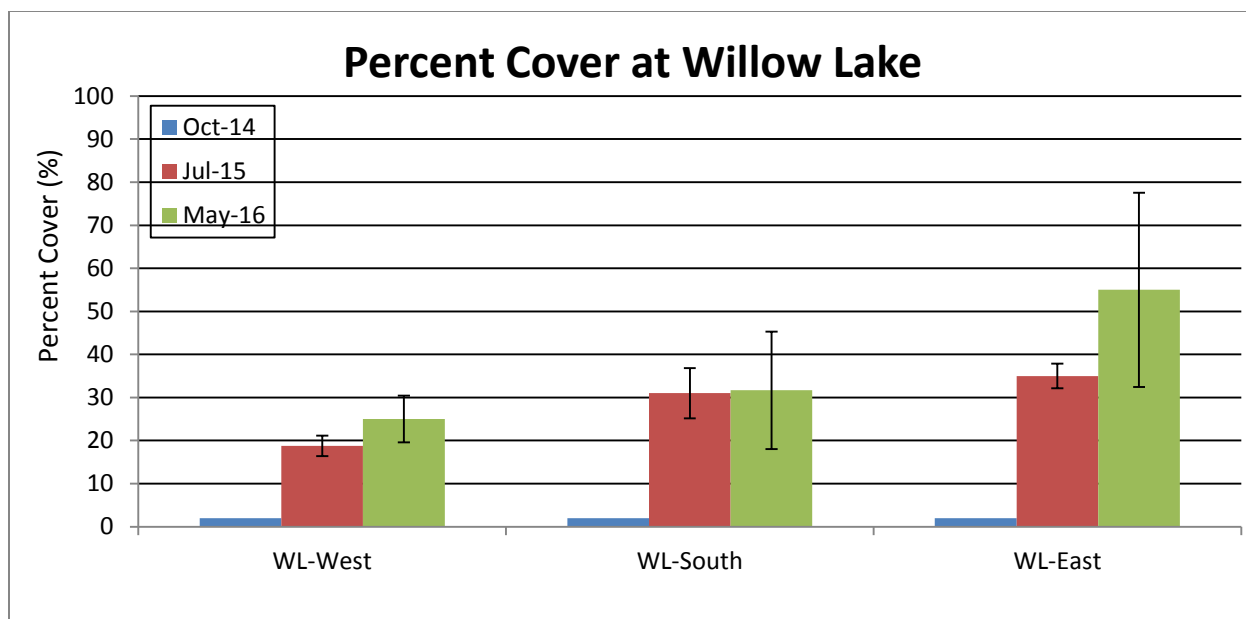 Percent Cover at Willow Lake
Percent Cover (%)
100
90
80
70
60
50
40
30
20
10
0
Oct-14
Jul-15
May-16
WL-West WL-South WL-East